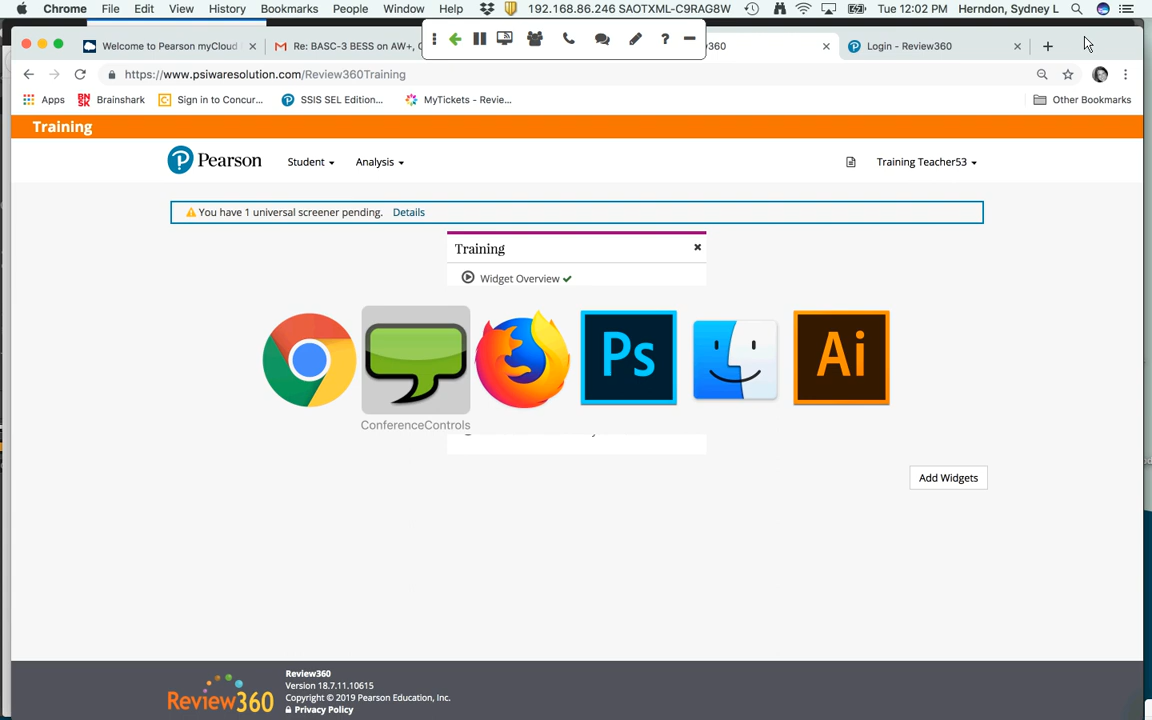 Chrome File Edit View History Bookmarks People Window Help 192.168.86.246 SAOTXML-C9RAG8W Tue 12:02 PM Herndon, Sydney L
Welcome to Pearson myCloud Re: BASC-3 BESS on AW+, 360 Login - Review360
https://www.psiwaresolution.com/Review360Training
Apps Brainshark Sign in to Concur... SSIS SEL Edition... MyTickets - Revie... Other Bookmarks
Training
Pearson Student Analysis Training Teacher53
You have 1 universal screener pending. Details
Training
Widget Overview
Ps Ai
ConferenceControls
Add Widgets
Review360
Review360
Version 18.7.11.10615
Copyright © 2019 Pearson Education, Inc.
Privacy Policy